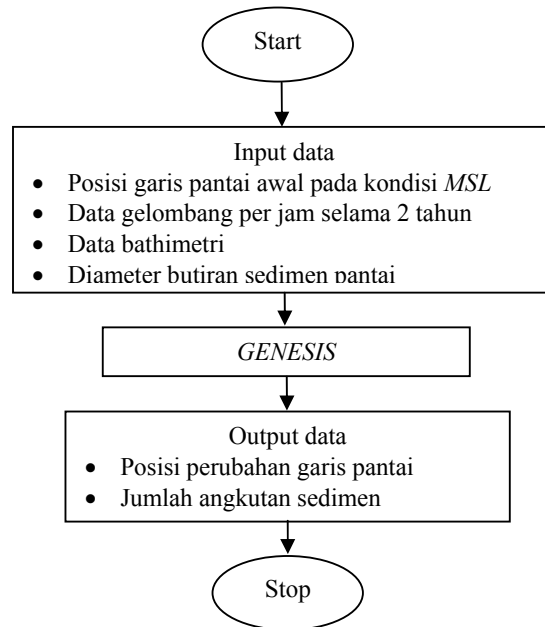 Start
Input data
• Posisi garis pantai awal pada kondisi MSL
• Data gelombang per jam selama 2 tahun
• Data bathimetri
• Diameter butiran sedimen pantai
GENESIS
Output data
• Posisi perubahan garis pantai
• Jumlah angkutan sedimen
Stop